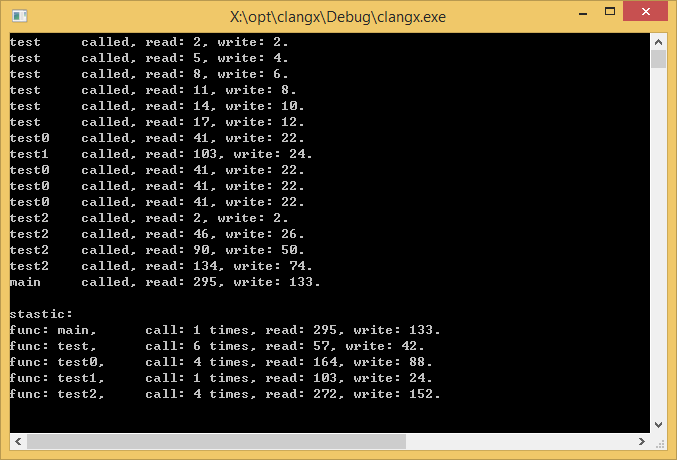 X:\opt\clangx\Debug\clangx.exe
test     called, read: 2, write: 2.
test     called, read: 5, write: 4.
test     called, read: 8, write: 6.
test     called, read: 11, write: 8.
test     called, read: 14, write: 10.
test     called, read: 17, write: 12.
test0    called, read: 41, write: 22.
test1    called, read: 103, write: 24.
test0    called, read: 41, write: 22.
test0    called, read: 41, write: 22.
test0    called, read: 41, write: 22.
test2    called, read: 2, write: 2.
test2    called, read: 46, write: 26.
test2    called, read: 90, write: 50.
test2    called, read: 134, write: 74.
main     called, read: 295, write: 133.
stastic:
func: main,      call: 1 times, read: 295, write: 133.
func: test,      call: 6 times, read: 57, write: 42.
func: test0,     call: 4 times, read: 164, write: 88.
func: test1,     call: 1 times, read: 103, write: 24.
func: test2,     call: 4 times, read: 272, write: 152.